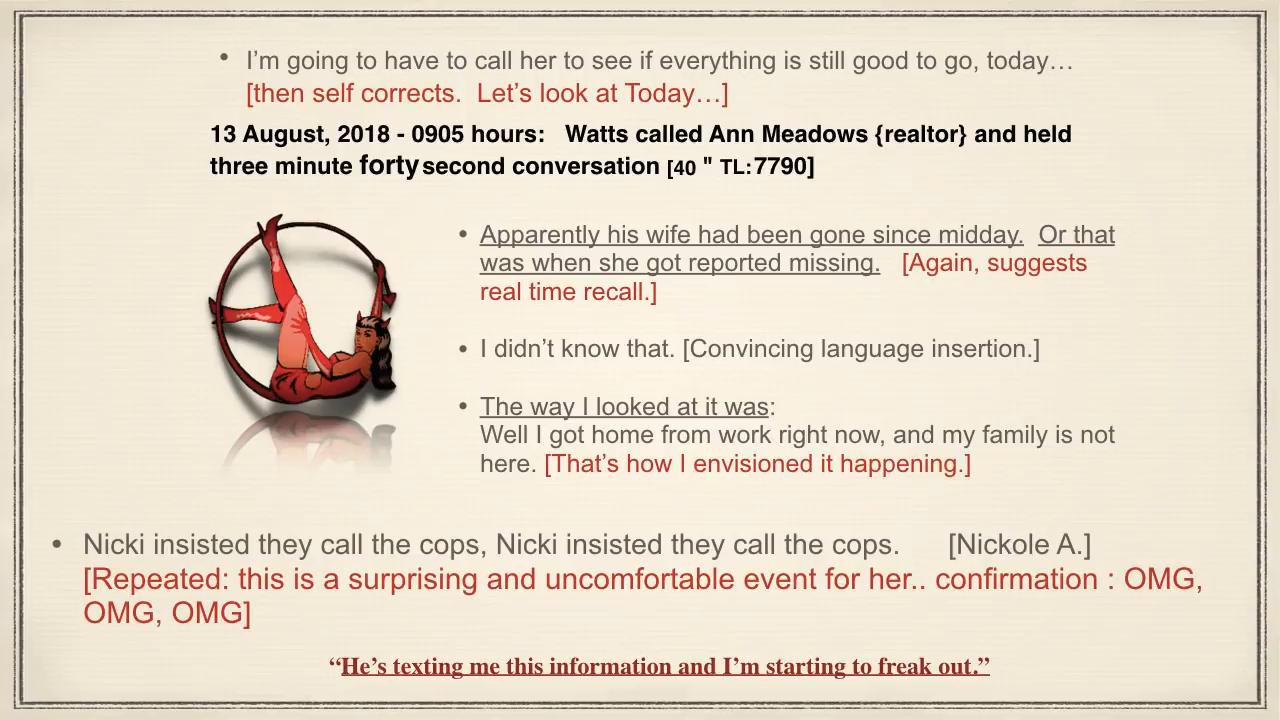 • I’m going to have to call her to see if everything is still good to go, today…
[then self corrects.  Let’s look at Today…]
13 August, 2018 - 0905 hours:   Watts called Ann Meadows {realtor} and held
three minute forty second conversation [40 " TL:7790]
• Apparently his wife had been gone since midday.  Or that
was when she got reported missing.   [Again, suggests
real time recall.]
• I didn’t know that. [Convincing language insertion.]
• The way I looked at it was:
Well I got home from work right now, and my family is not
here. [That’s how I envisioned it happening.]
• Nicki insisted they call the cops, Nicki insisted they call the cops.      [Nickole A.]
[Repeated: this is a surprising and uncomfortable event for her.. confirmation : OMG,
OMG, OMG]
“He’s texting me this information and I’m starting to freak out.”